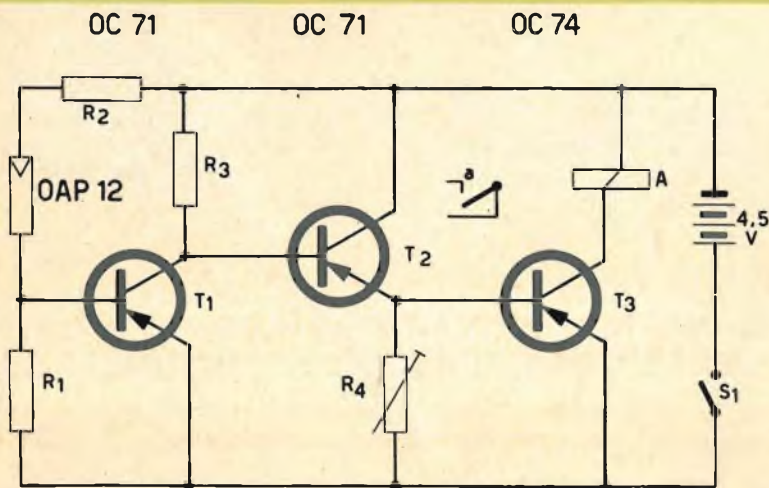 OC 71 OC 71 OC 74
R2
R3
OAP 12
a
A
4,5
V
T1
T2
T3
R1
R4
S1